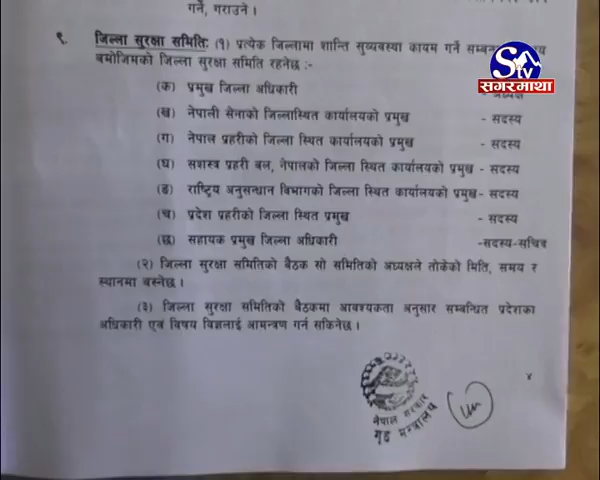 गर्ने, गराउने ।
९. जिल्ला सुरक्षा समितिः (१) प्रत्येक जिल्लामा शान्ति सुव्यवस्था कायम गर्ने
बमोजिमको जिल्ला सुरक्षा समिति रहनेछ :-
STV
सगरमाथा
(क) प्रमुख जिल्ला अधिकारी - अध्यक्ष
(ख) नेपाली सेनाको जिल्लास्थित कार्यालयको प्रमुख - सदस्य
(ग) नेपाल प्रहरीको जिल्ला स्थित कार्यालयको प्रमुख - सदस्य
(घ) सशस्त्र प्रहरी बल, नेपालको जिल्ला स्थित कार्यालयको प्रमुख - सदस्य
(ङ) राष्ट्रिय अनुसन्धान विभागको जिल्ला स्थित कार्यालयको प्रमुख- सदस्य
(च) प्रदेश प्रहरीको जिल्ला स्थित प्रमुख - सदस्य
(छ) सहायक प्रमुख जिल्ला अधिकारी -सदस्य-सचिव
(२) जिल्ला सुरक्षा समितिको बैठक सो समितिको अध्यक्षले तोकेको मिति, समय र
स्थानमा बस्नेछ ।
(३) जिल्ला सुरक्षा समितिको बैठकमा आवश्यकता अनुसार सम्बन्धित प्रदेशका
अधिकारी एवं विषय विज्ञलाई आमन्त्रण गर्न सकिनेछ ।
४
नेपाल सरकार
गृह मन्त्रालय